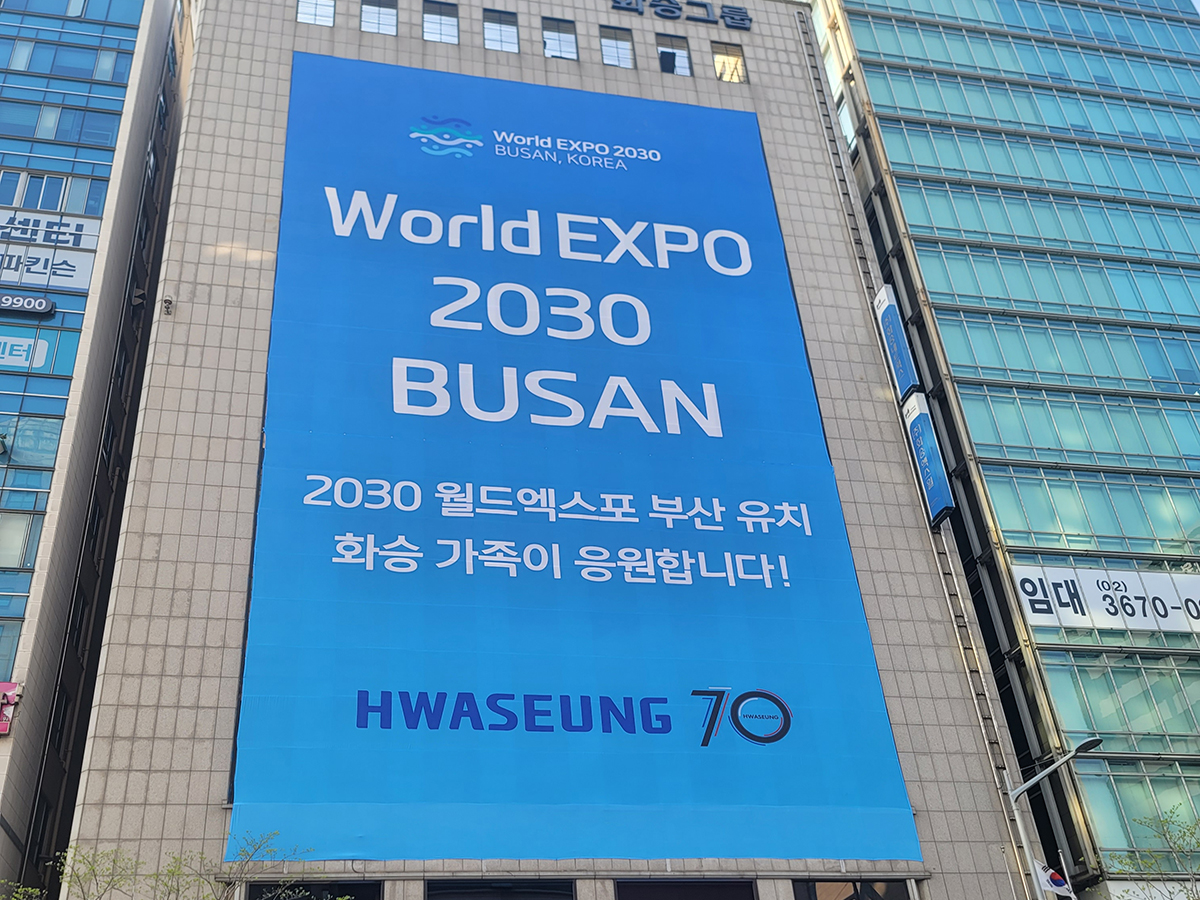 화승그룹
World EXPO 2030
BUSAN, KOREA
World EXPO
2030
BUSAN
2030 월드엑스포 부산 유치
화승 가족이 응원합니다!
HWASEUNG 70
HWASEUNG
센터
파킨슨
9900
센터
임대 (02) 3670-0